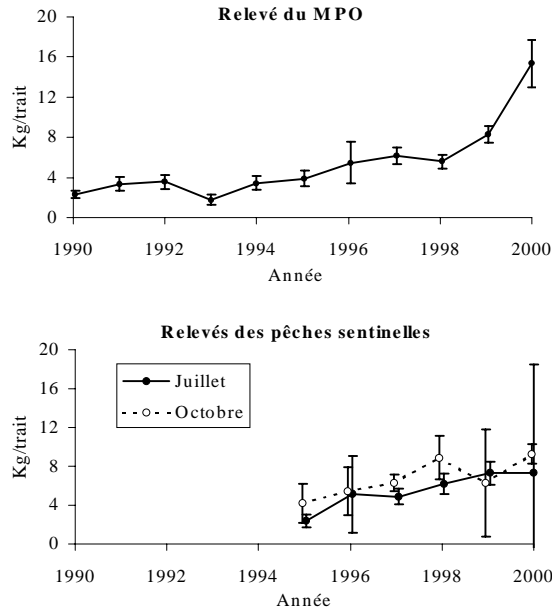 Relevé du MPO
Kg/trait
20
16
12
8
4
0
1990 1992 1994 1996 1998 2000
Année
Relevés des pêches sentinelles
Kg/trait
20
16
12
8
4
0
Juillet
Octobre
1990 1992 1994 1996 1998 2000
Année